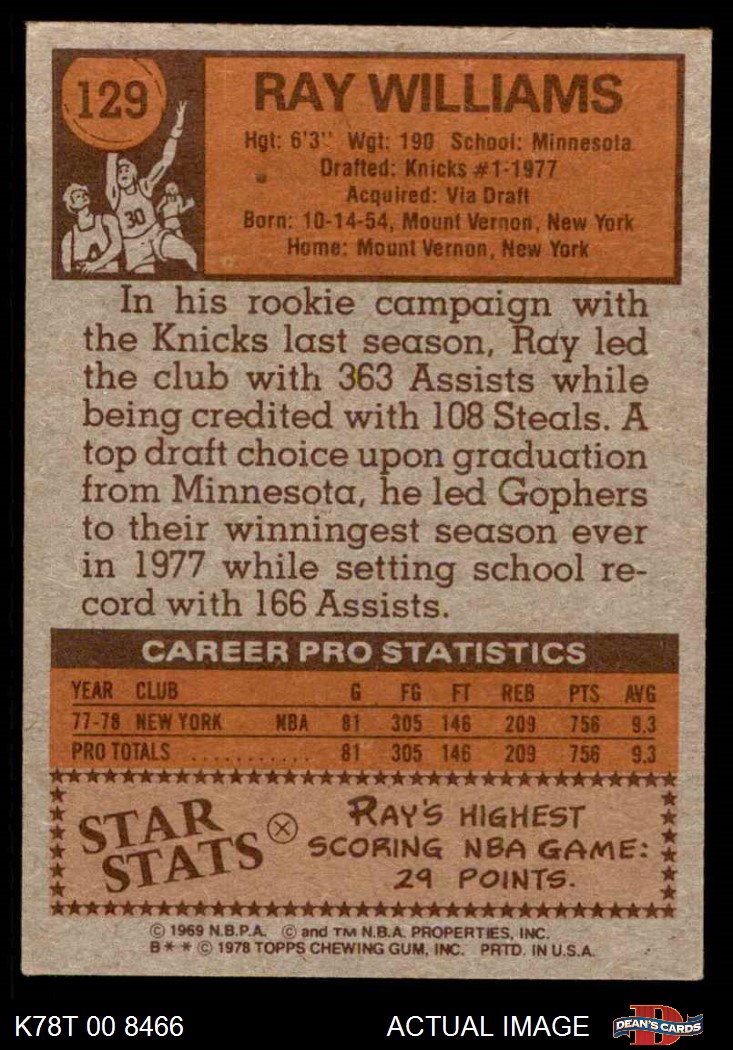 129
RAY WILLIAMS
Hgt: 6'3" Wgt: 190 School: Minnesota
Drafted: Knicks #1-1977
Acquired: Via Draft
Born: 10-14-54, Mount Vernon, New York
Home: Mount Vernon, New York
30
In his rookie campaign with
the Knicks last season, Ray led
the club with 363 Assists while
being credited with 108 Steals. A
top draft choice upon graduation
from Minnesota, he led Gophers
to their winningest season ever
in 1977 while setting school re-
cord with 166 Assists.
CAREER PRO STATISTICS
YEAR CLUB G FG FT REB PTS AVG
77-78 NEW YORK NBA 81 305 146 209 756 9.3
PRO TOTALS ........... 81 305 146 209 756 9.3
STAR
STATS
RAY'S HIGHEST
SCORING NBA GAME:
29 POINTS.
© 1969 N.B.P.A. © and TM N.B.A. PROPERTIES, INC.
B** © 1978 TOPPS CHEWING GUM, INC. PRTD. IN U.S.A.
K78T 00 8466 ACTUAL IMAGE
DEAN'S CARDS